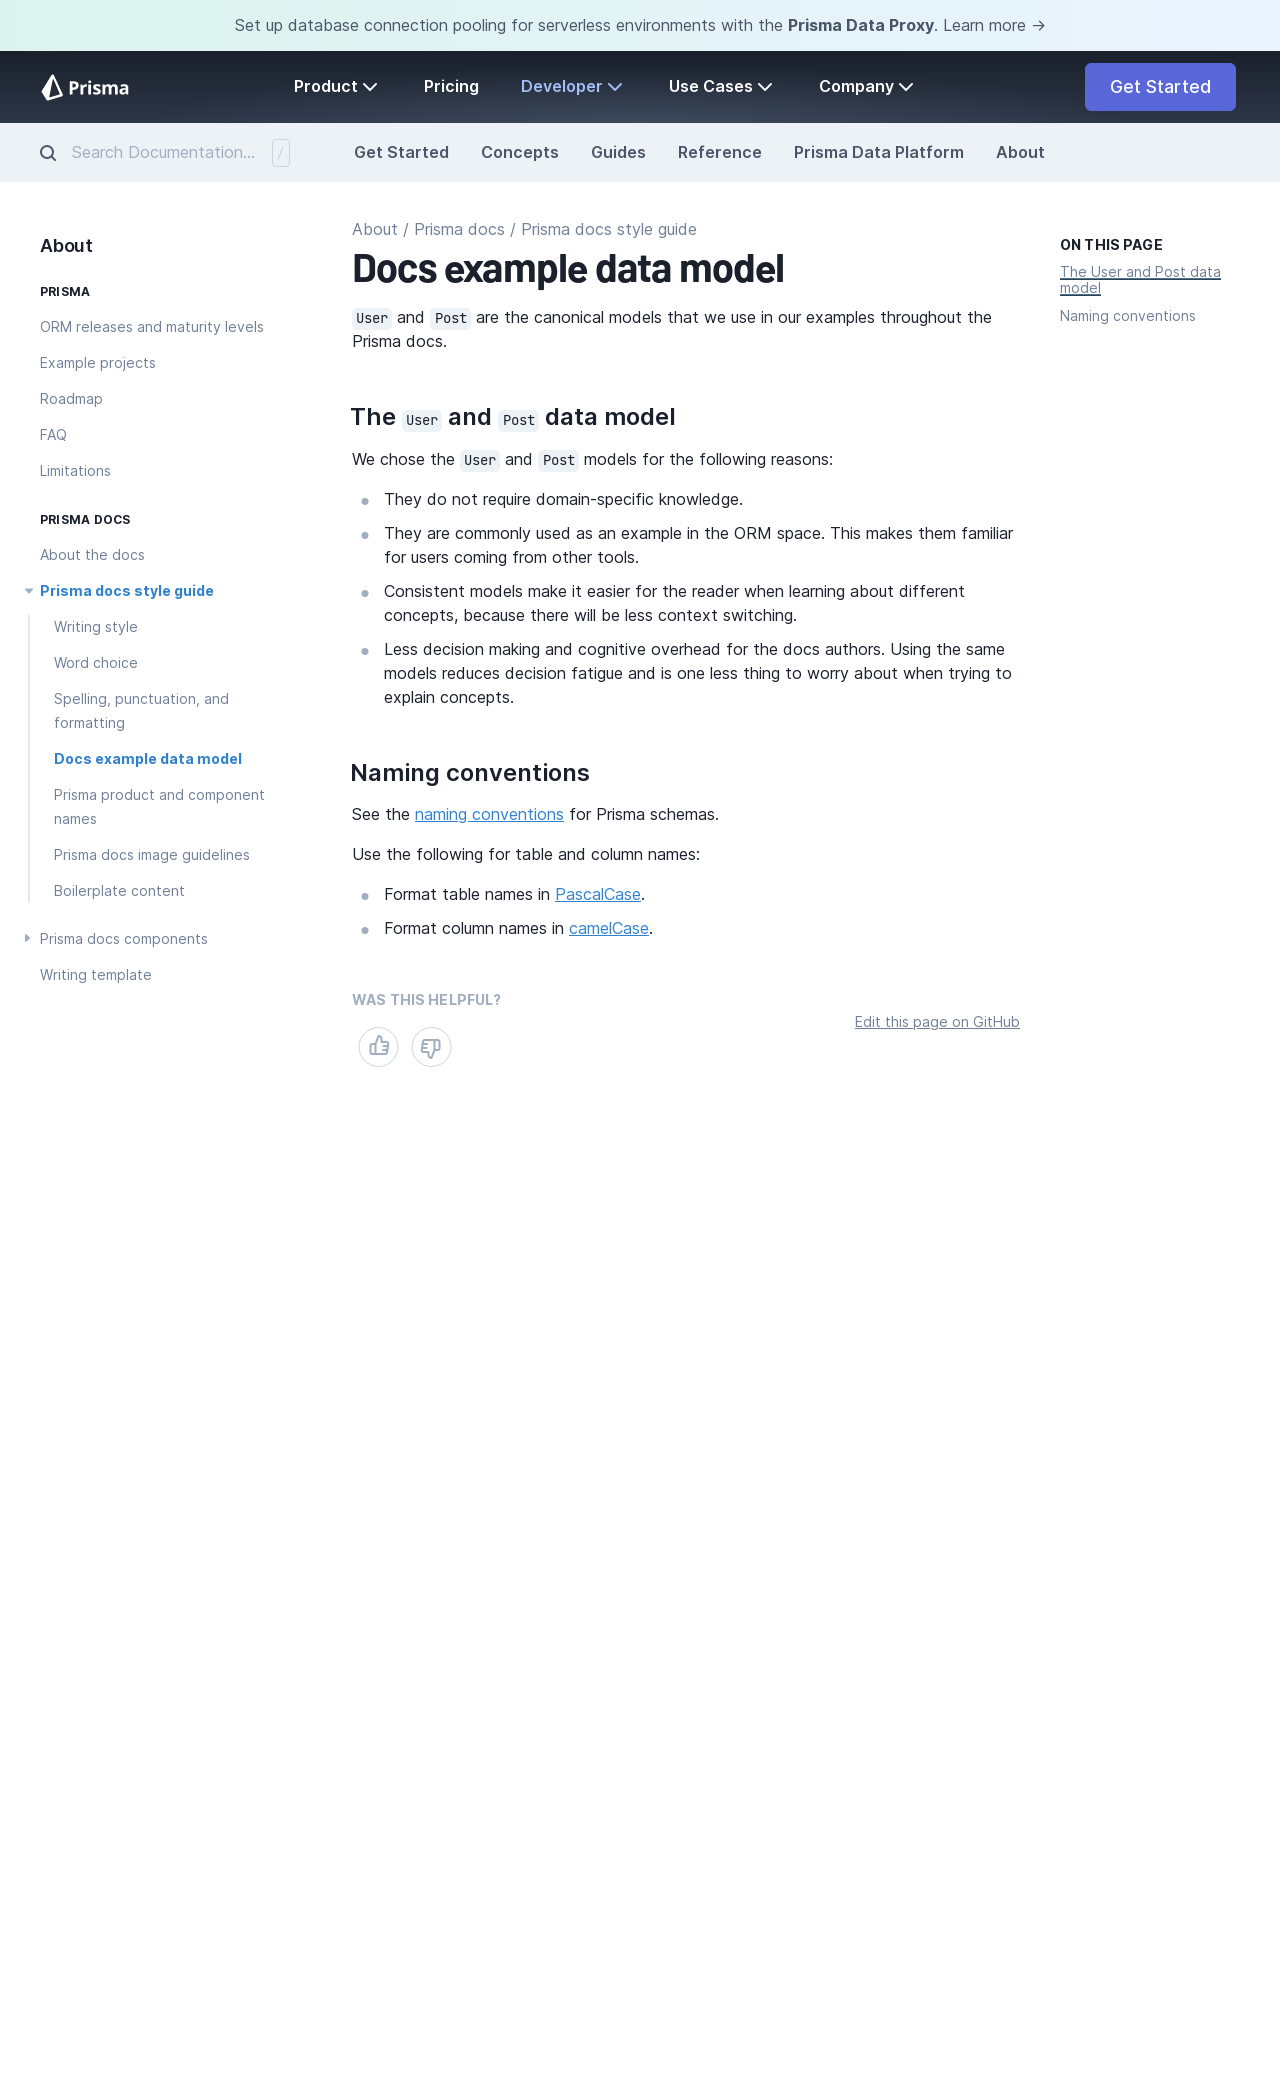 Set up database connection pooling for serverless environments with the Prisma Data Proxy. Learn more →
Prisma
Product
Pricing
Developer
Use Cases
Company
Get Started
Search Documentation...
/
Get Started
Concepts
Guides
Reference
Prisma Data Platform
About
About
PRISMA
ORM releases and maturity levels
Example projects
Roadmap
FAQ
Limitations
PRISMA DOCS
About the docs
Prisma docs style guide
Writing style
Word choice
Spelling, punctuation, and
formatting
Docs example data model
Prisma product and component
names
Prisma docs image guidelines
Boilerplate content
Prisma docs components
Writing template
About / Prisma docs / Prisma docs style guide
Docs example data model
User and Post are the canonical models that we use in our examples throughout the
Prisma docs.
The User and Post data model
We chose the User and Post models for the following reasons:
They do not require domain-specific knowledge.
They are commonly used as an example in the ORM space. This makes them familiar
for users coming from other tools.
Consistent models make it easier for the reader when learning about different
concepts, because there will be less context switching.
Less decision making and cognitive overhead for the docs authors. Using the same
models reduces decision fatigue and is one less thing to worry about when trying to
explain concepts.
Naming conventions
See the naming conventions for Prisma schemas.
Use the following for table and column names:
Format table names in PascalCase.
Format column names in camelCase.
WAS THIS HELPFUL?
Edit this page on GitHub
ON THIS PAGE
The User and Post data
model
Naming conventions